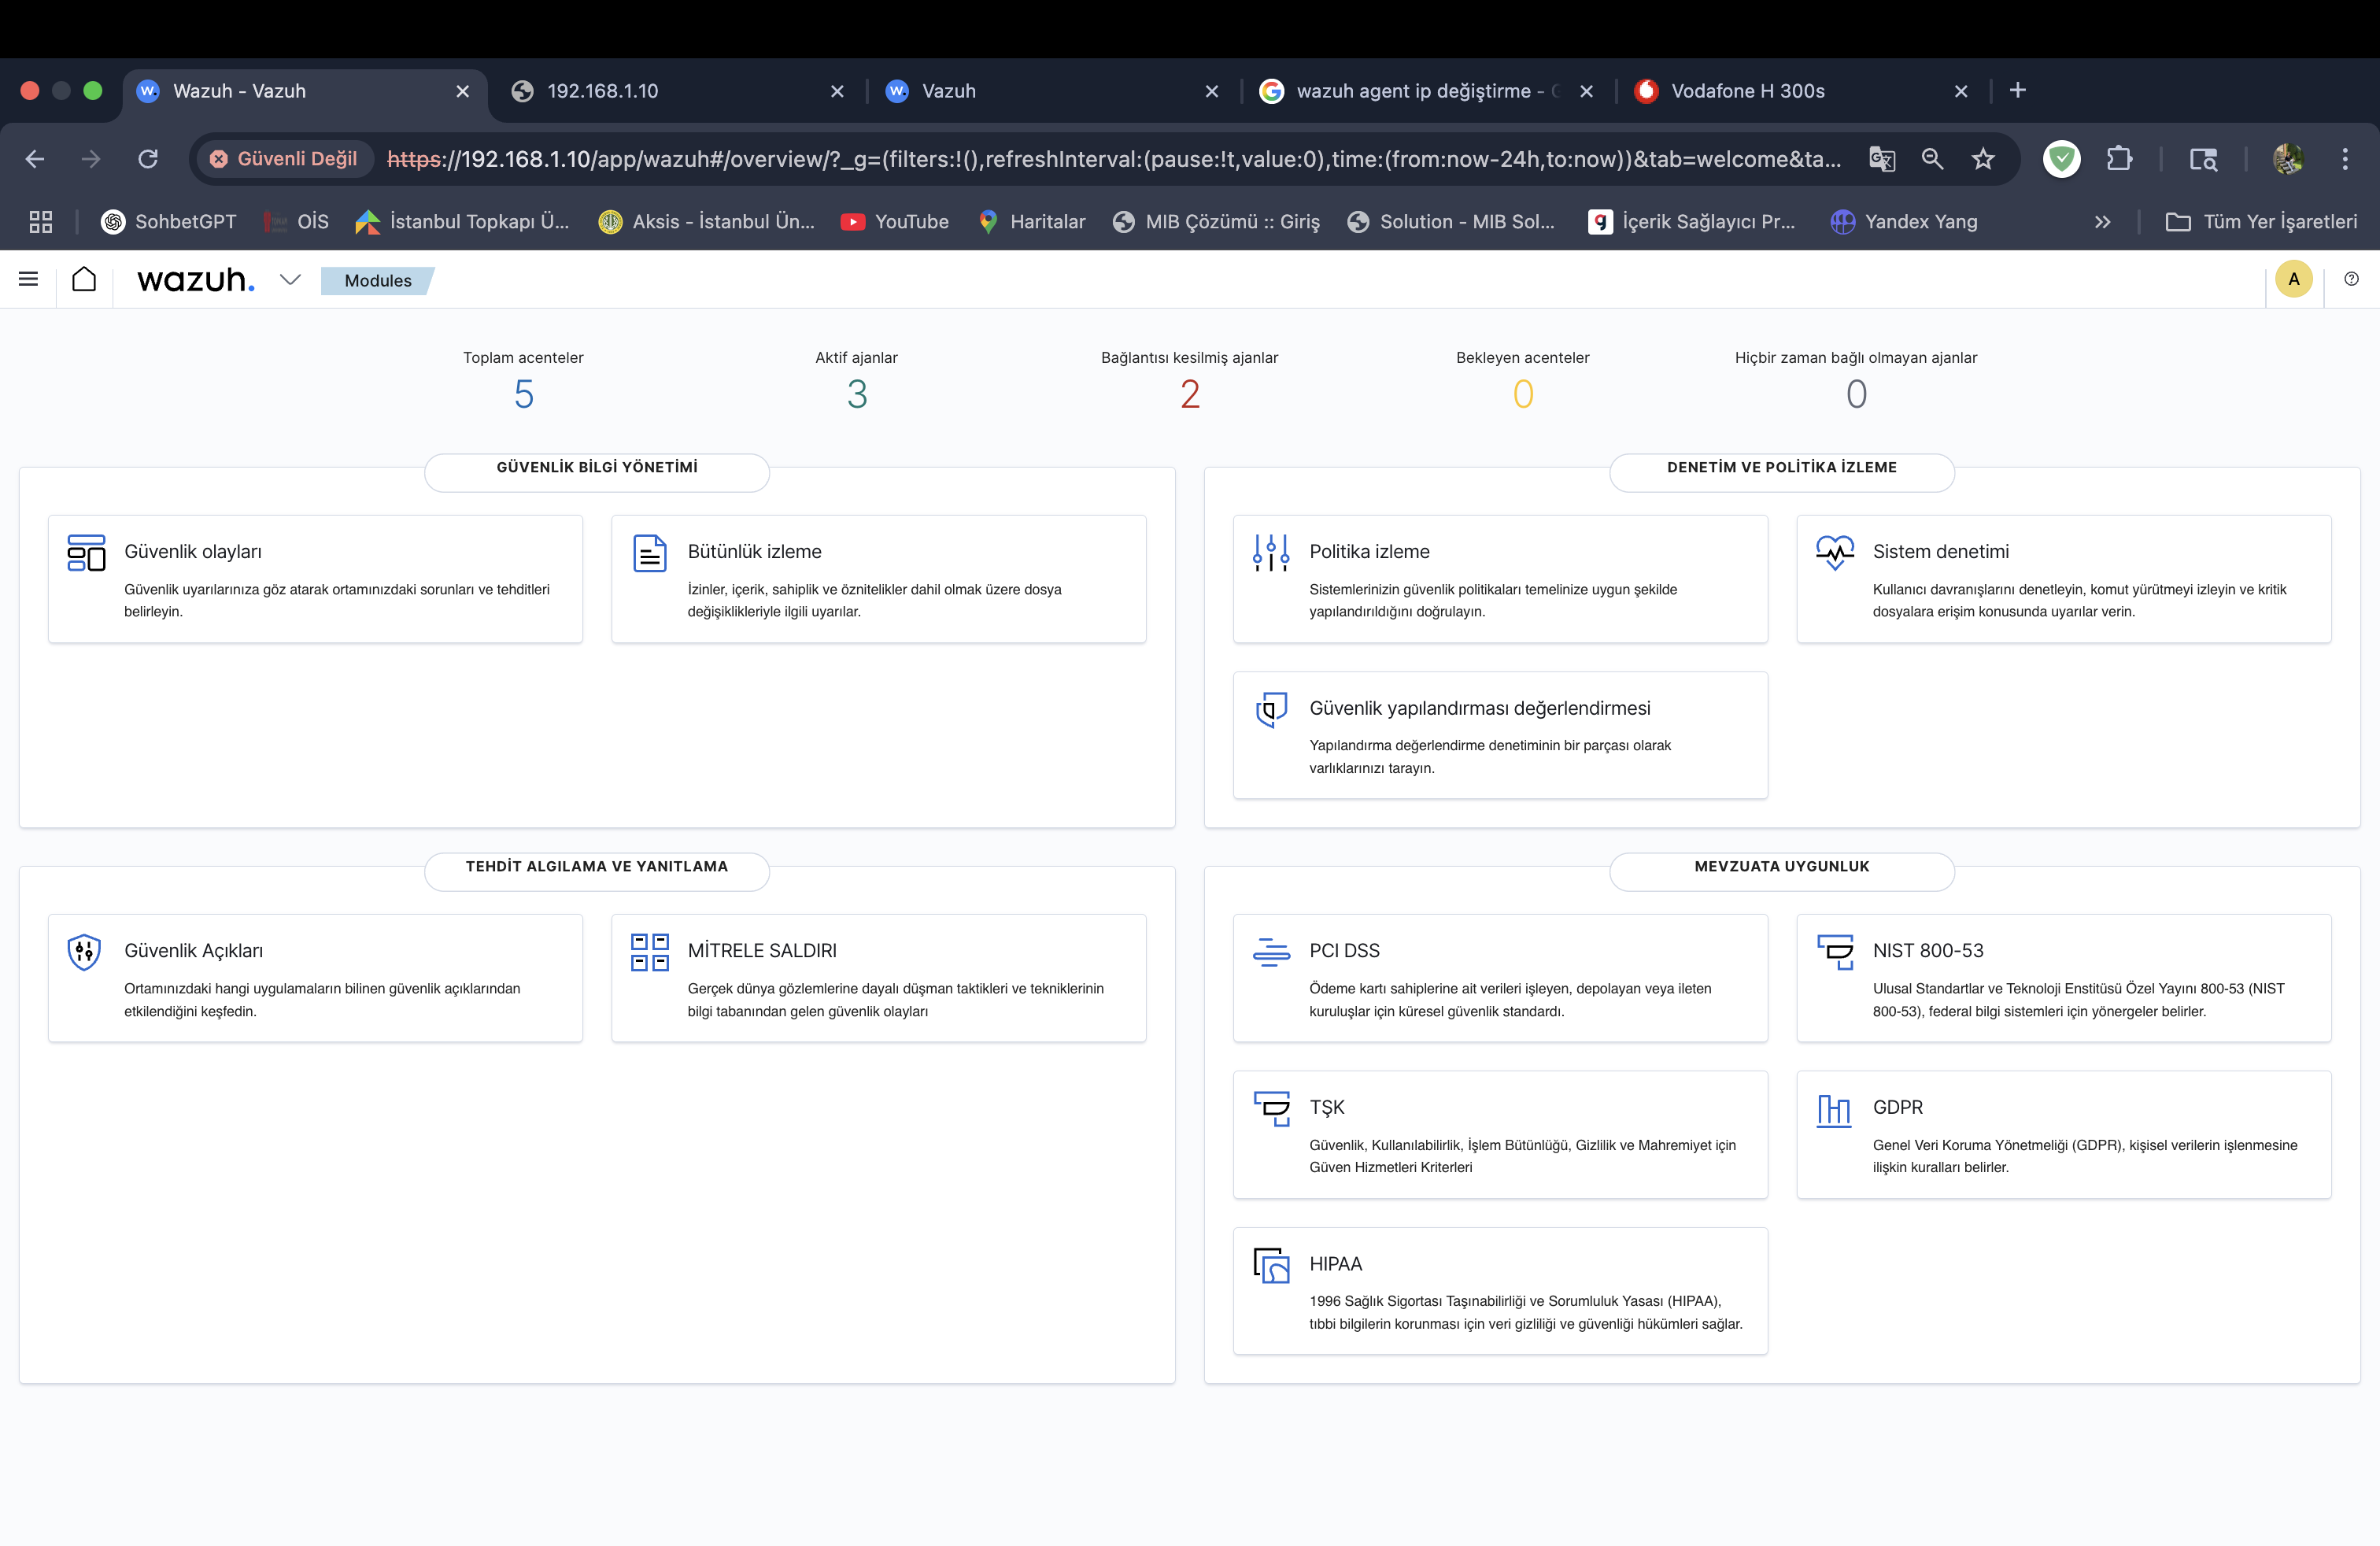 Wazuh - Vazuh
192.168.1.10
Vazuh
wazuh agent ip değiştirme -
Vodafone H 300s
Güvenli Değil
https://192.168.1.10/app/wazuh#/overview/?_g=(filters:!(),refreshInterval:(pause:!t,value:0),time:(from:now-24h,to:now))&tab=welcome&ta...
SohbetGPT
OİS
İstanbul Topkapı Ü...
Aksis - İstanbul Ün...
YouTube
Haritalar
MIB Çözümü :: Giriş
Solution - MIB Sol...
İçerik Sağlayıcı Pr...
Yandex Yang
Tüm Yer İşaretleri
wazuh.
Modules
A
Toplam acenteler
5
Aktif ajanlar
3
Bağlantısı kesilmiş ajanlar
2
Bekleyen acenteler
0
Hiçbir zaman bağlı olmayan ajanlar
0
GÜVENLİK BİLGİ YÖNETİMİ
Güvenlik olayları
Güvenlik uyarılarınıza göz atarak ortamınızdaki sorunları ve tehditleri
belirleyin.
Bütünlük izleme
İzinler, içerik, sahiplik ve öznitelikler dahil olmak üzere dosya
değişiklikleriyle ilgili uyarılar.
DENETİM VE POLİTİKA İZLEME
Politika izleme
Sistemlerinizin güvenlik politikaları temelinize uygun şekilde
yapılandırıldığını doğrulayın.
Sistem denetimi
Kullanıcı davranışlarını denetleyin, komut yürütmeyi izleyin ve kritik
dosyalara erişim konusunda uyarılar verin.
Güvenlik yapılandırması değerlendirmesi
Yapılandırma değerlendirme denetiminin bir parçası olarak
varlıklarınızı tarayın.
TEHDİT ALGILAMA VE YANITLAMA
Güvenlik Açıkları
Ortamınızdaki hangi uygulamaların bilinen güvenlik açıklarından
etkilendiğini keşfedin.
MİTRELE SALDIRI
Gerçek dünya gözlemlerine dayalı düşman taktikleri ve tekniklerinin
bilgi tabanından gelen güvenlik olayları
MEVZUATA UYGUNLUK
PCI DSS
Ödeme kartı sahiplerine ait verileri işleyen, depolayan veya ileten
kuruluşlar için küresel güvenlik standardı.
NIST 800-53
Ulusal Standartlar ve Teknoloji Enstitüsü Özel Yayını 800-53 (NIST
800-53), federal bilgi sistemleri için yönergeler belirler.
TŞK
Güvenlik, Kullanılabilirlik, İşlem Bütünlüğü, Gizlilik ve Mahremiyet için
Güven Hizmetleri Kriterleri
GDPR
Genel Veri Koruma Yönetmeliği (GDPR), kişisel verilerin işlenmesine
ilişkin kuralları belirler.
HIPAA
1996 Sağlık Sigortası Taşınabilirliği ve Sorumluluk Yasası (HIPAA),
tıbbi bilgilerin korunması için veri gizliliği ve güvenliği hükümleri sağlar.